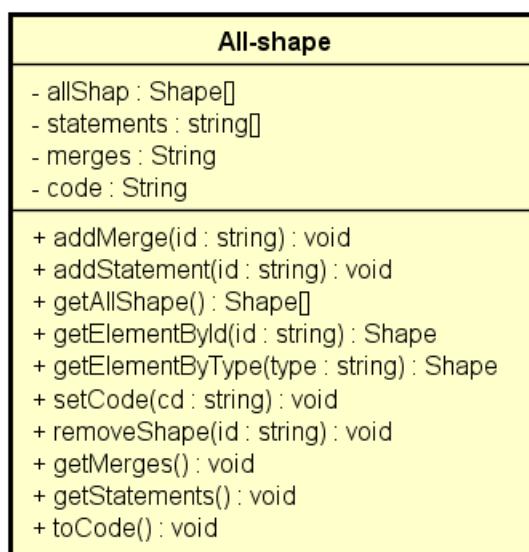 All-shape
- allShap : Shape[]
- statements : string[]
- merges : String
- code : String
+ addMerge(id : string) : void
+ addStatement(id : string) : void
+ getAllShape() : Shape[]
+ getElementById(id : string) : Shape
+ getElementByType(type : string) : Shape
+ setCode(cd : string) : void
+ removeShape(id : string) : void
+ getMerges() : void
+ getStatements() : void
+ toCode() : void